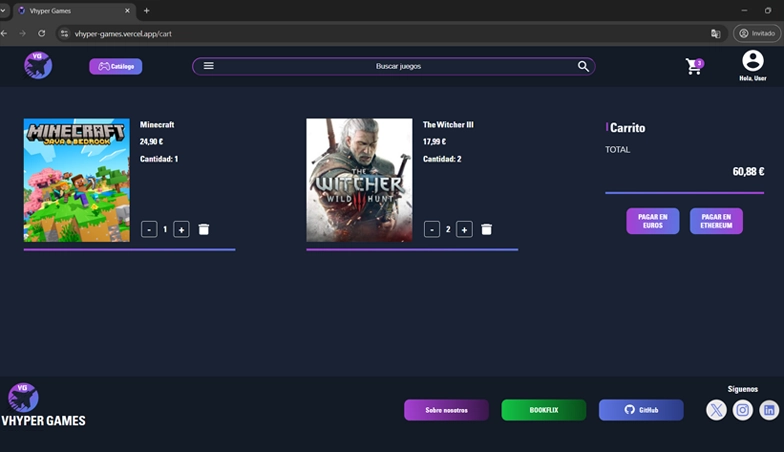 Vhyper Games
vhyper-games.vercel.app/cart
Invitado
VG
Catálogo
Buscar juegos
3
Hola, User
MINECRAFT
JAVA & BEDROCK
Minecraft
24,90 €
Cantidad: 1
- 1 +
THE
WITCHER
WILD HUNT
The Witcher III
17,99 €
Cantidad: 2
- 2 +
Carrito
TOTAL
60,88 €
PAGAR EN
EUROS
PAGAR EN
ETHEREUM
VG
VHYPER GAMES
Sobre nosotros
BOOKFLIX
GitHub
Síguenos